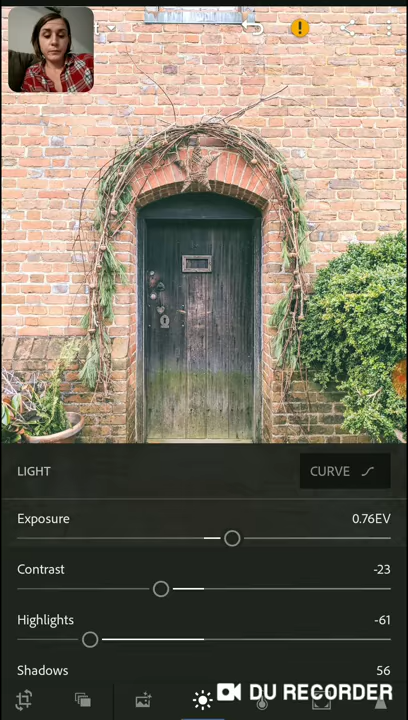 LIGHT
CURVE
Exposure 0.76EV
Contrast -23
Highlights -61
Shadows 56
DU RECORDER